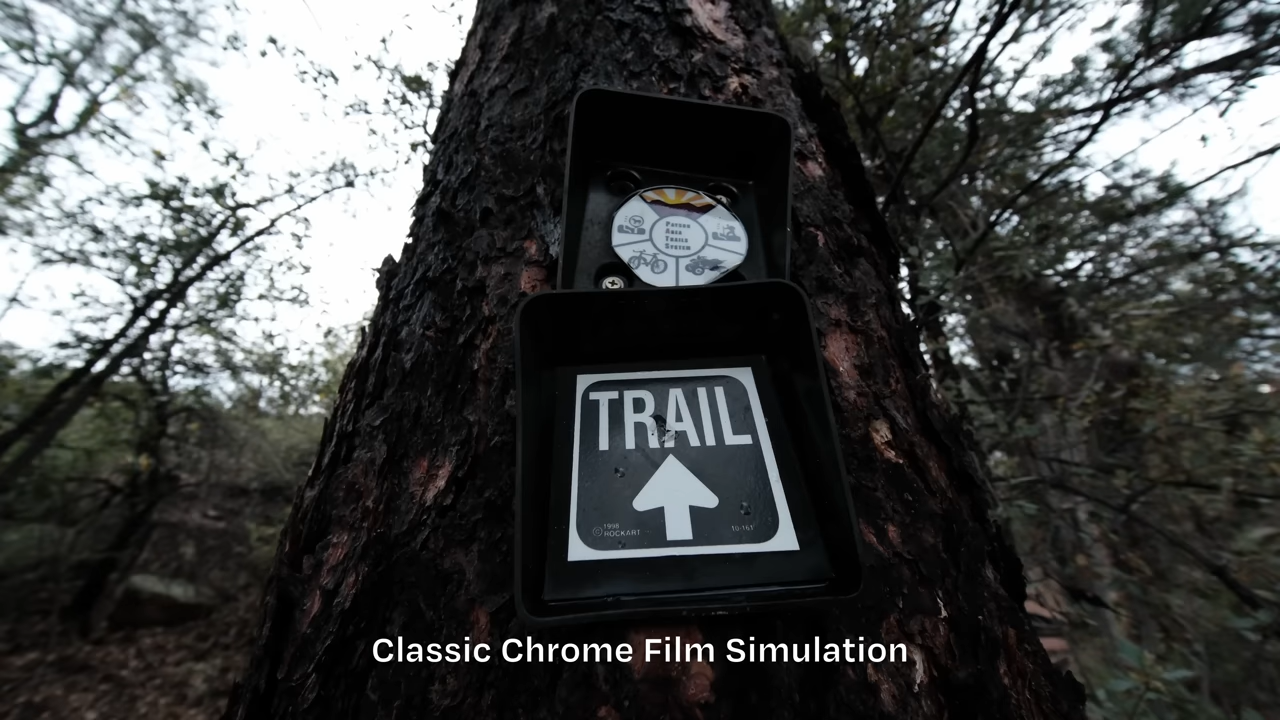 Payson
Area
Trails
System
TRAIL
©1998
ROCKART
10-161
Classic Chrome Film Simulation